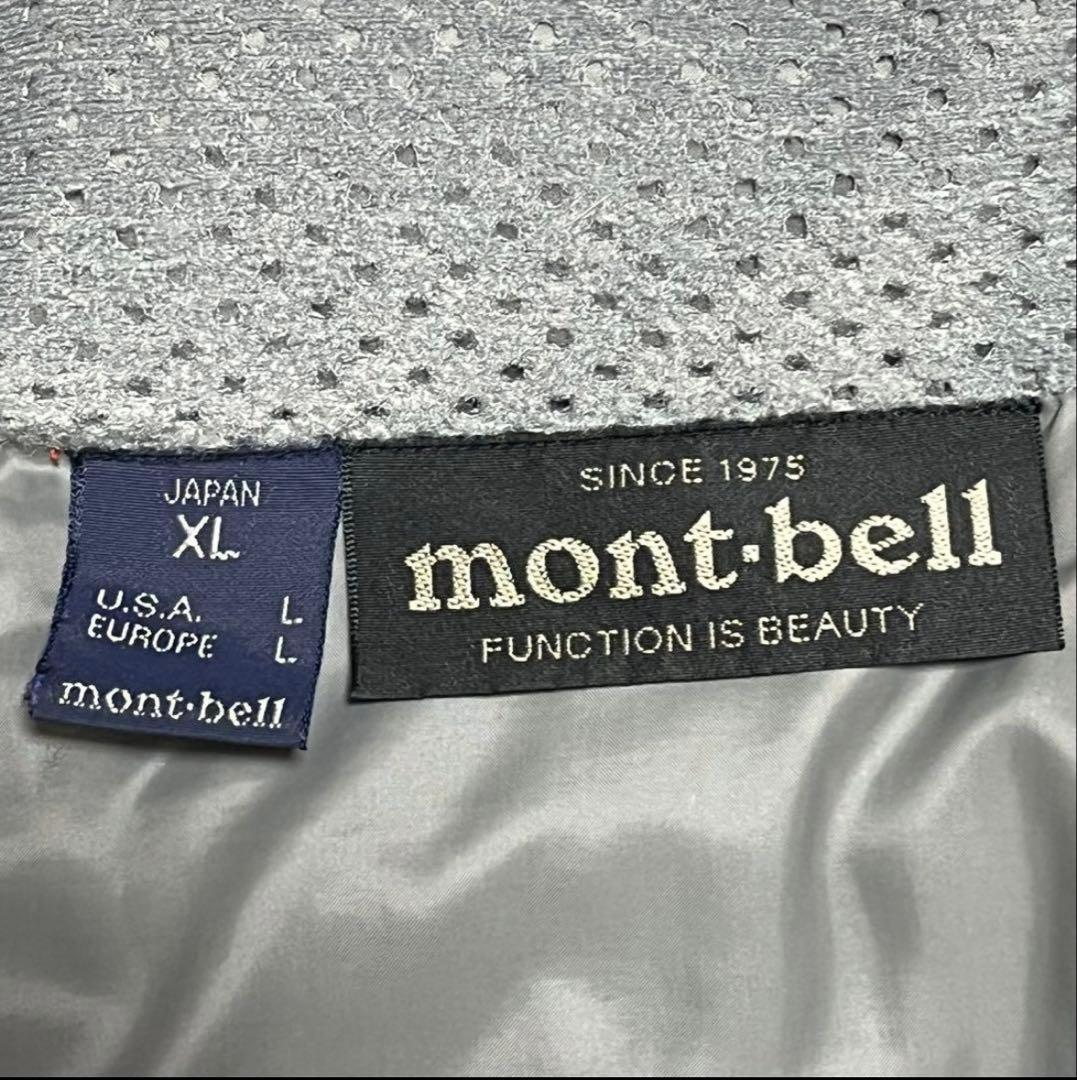 JAPAN
XL
U.S.A. L
EUROPE L
mont·bell
SINCE 1975
mont·bell
FUNCTION IS BEAUTY